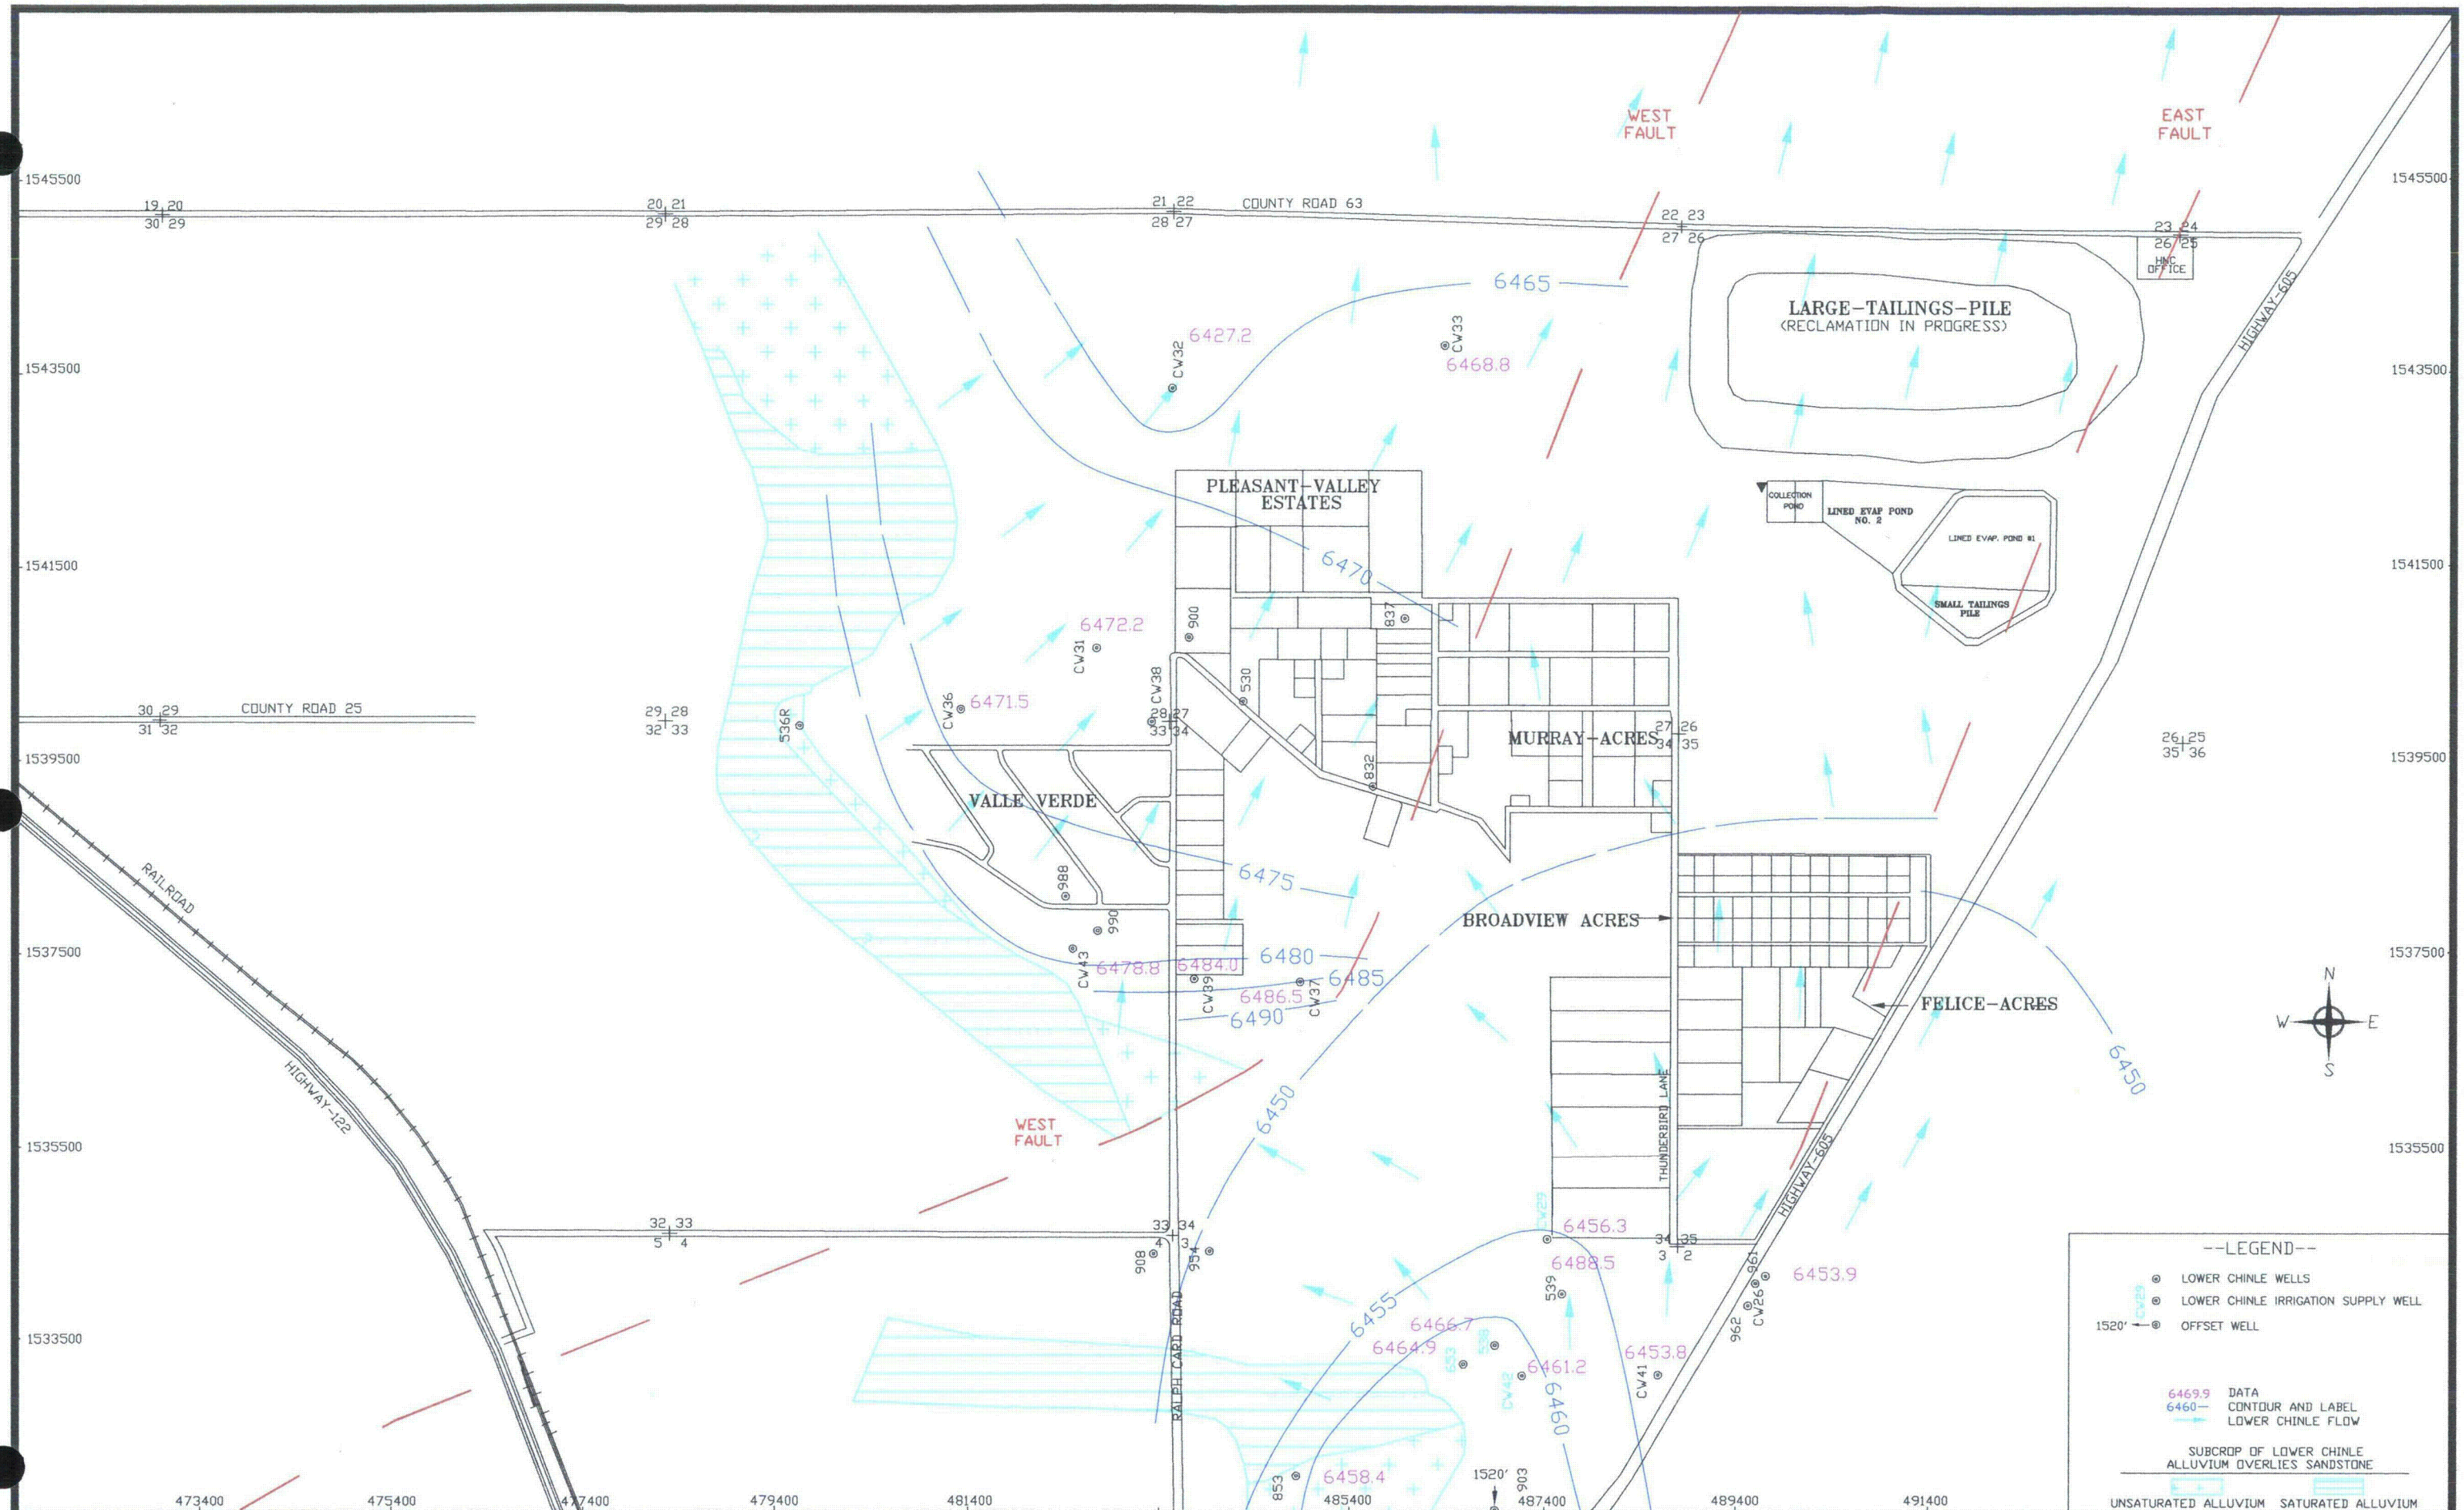 WEST
FAULT
EAST
FAULT
1545500
1545500
19 20
30 29
20 21
29 28
21 22
28 27
COUNTY ROAD 63
22 23
27 26
23 24
26 25
HMC
OFFICE
HIGHWAY-605
6465
LARGE-TAILINGS-PILE
(RECLAMATION IN PROGRESS)
6427.2
CW32
CW33
6468.8
1543500
1543500
PLEASANT-VALLEY
ESTATES
COLLECTION
POND
LINED EVAP POND
NO. 2
LINED EVAP. POND #1
SMALL TAILINGS
PILE
1541500
1541500
6470
837
900
6472.2
CW31
CW38
530
CW36
6471.5
536R
30 29
31 32
COUNTY ROAD 25
29 28
32 33
28 27
33 34
27 26
34 35
26 25
35 36
MURRAY-ACRES
832
1539500
1539500
VALLE VERDE
RAILROAD
988
990
6475
BROADVIEW ACRES
1537500
1537500
CW43
6478.8
6484.0
6480
6485
CW39
6486.5
CW37
6490
FELICE-ACRES
N
W
E
S
HIGHWAY-122
6450
6450
WEST
FAULT
1535500
1535500
THUNDERBIRD LANE
HIGHWAY-605
32 33
5 4
33 34
4 3
34 35
3 2
908
954
CW29
6456.3
6488.5
539
961
CW26
962
6453.9
RALPH CARD ROAD
6455
6466.7
538
6464.9
653
6461.2
CW42
6453.8
CW41
6460
1533500
853
6458.4
1520'
903
473400
475400
477400
479400
481400
485400
487400
489400
491400
--LEGEND--
LOWER CHINLE WELLS
CW29
LOWER CHINLE IRRIGATION SUPPLY WELL
1520'
OFFSET WELL
6469.9 DATA
6460- CONTOUR AND LABEL
LOWER CHINLE FLOW
SUBCROP OF LOWER CHINLE
ALLUVIUM OVERLIES SANDSTONE
UNSATURATED ALLUVIUM SATURATED ALLUVIUM